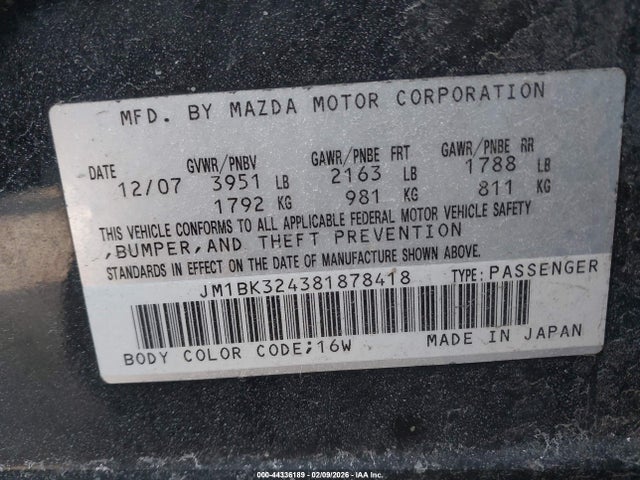 MFD. BY MAZDA MOTOR CORPORATION
DATE GVWR/PNBV GAWR/PNBE FRT GAWR/PNBE RR
12/07 3951 LB 2163 LB 1788 LB
1792 KG 981 KG 811 KG
THIS VEHICLE CONFORMS TO ALL APPLICABLE FEDERAL MOTOR VEHICLE SAFETY
,BUMPER,AND THEFT PREVENTION
STANDARDS IN EFFECT ON THE DATE OF MANUFACTURE SHOWN ABOVE.
JM1BK324381878418 TYPE: PASSENGER
BODY COLOR CODE;16W MADE IN JAPAN
000-44336189 - 02/09/2026 - IAA Inc.